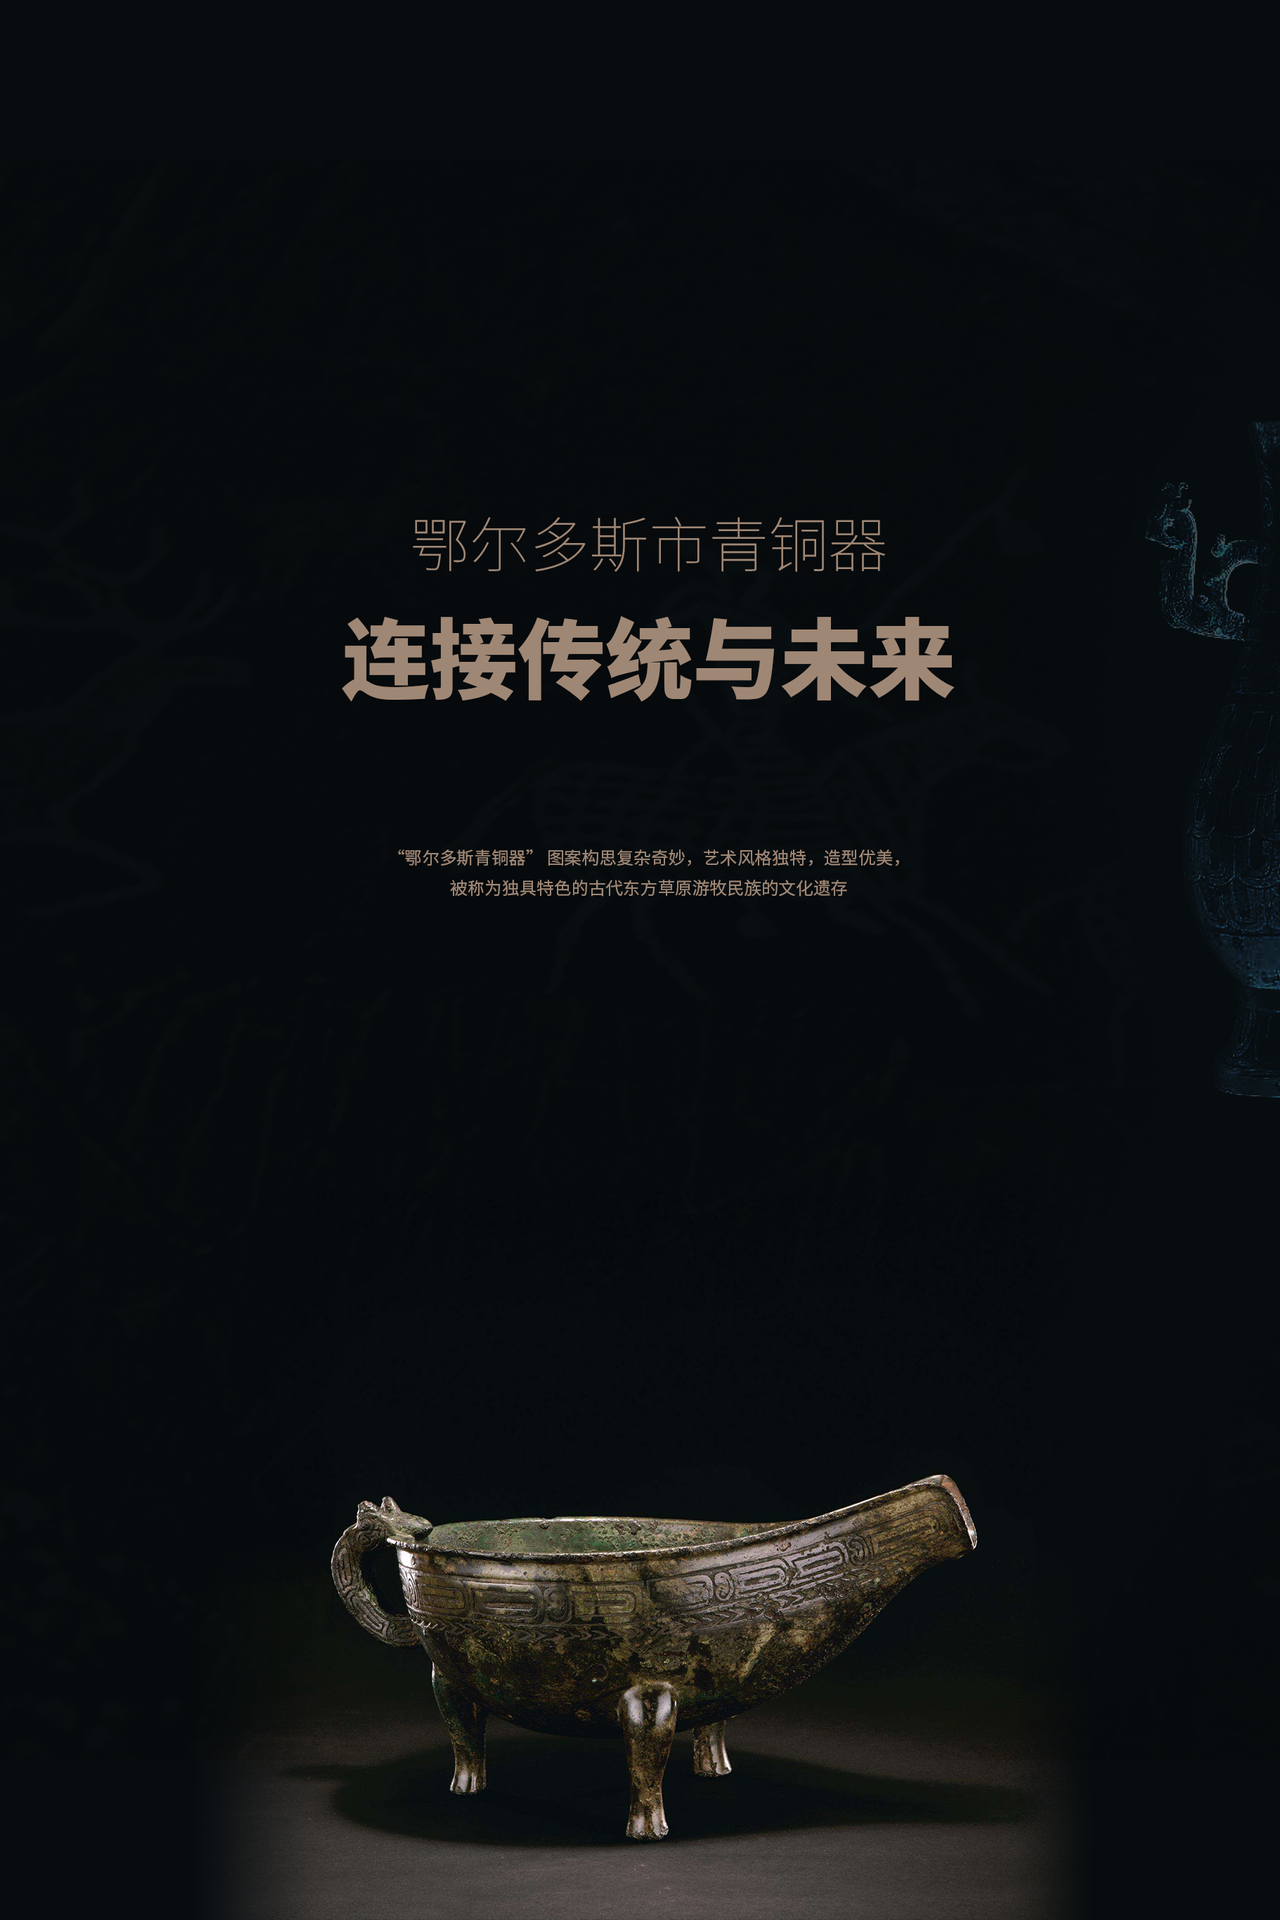 鄂尔多斯市青铜器
连接传统与未来
“鄂尔多斯青铜器” 图案构思复杂奇妙，艺术风格独特，造型优美，
被称为独具特色的古代东方草原游牧民族的文化遗存